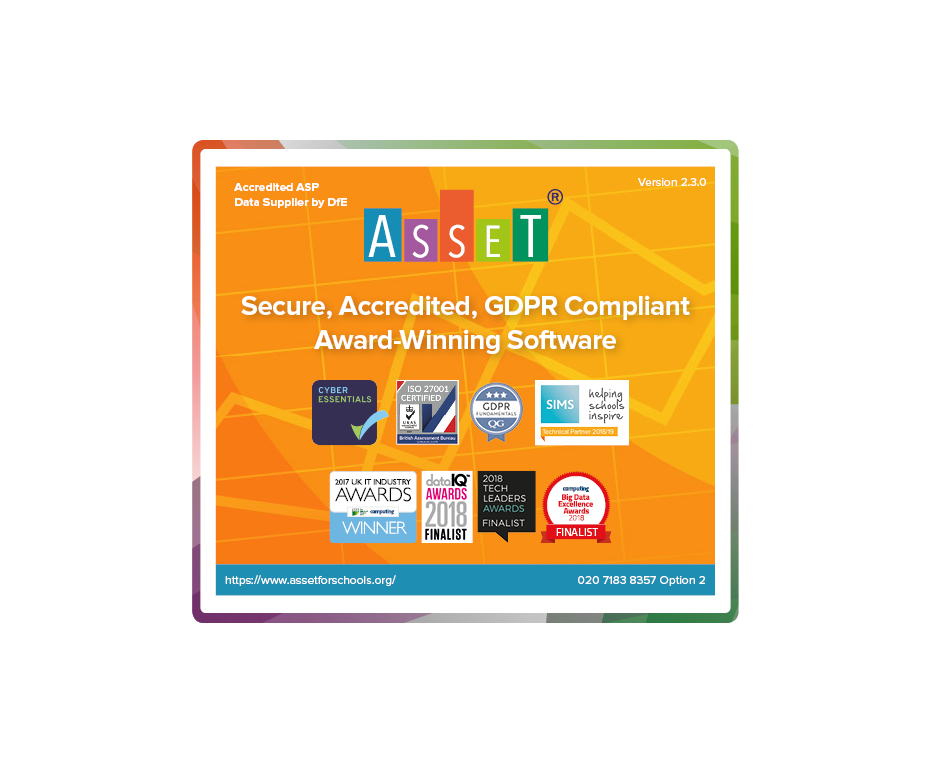 Accredited ASP
Data Supplier by DfE
Version 2.3.0
ASSET®
Secure, Accredited, GDPR Compliant
Award-Winning Software
CYBER
ESSENTIALS
ISO 27001
CERTIFIED
UKAS
British Assessment Bureau
GDPR
FUNDAMENTALS
QG
SIMS
helping
schools
inspire
Technical Partner 2018/19
2017 UK IT INDUSTRY
AWARDS
computing
WINNER
dataIQ™
AWARDS
2018
FINALIST
2018
TECH
LEADERS
AWARDS
FINALIST
computing
Big Data
Excellence
Awards
2018
FINALIST
https://www.assetforschools.org/
020 7183 8357 Option 2